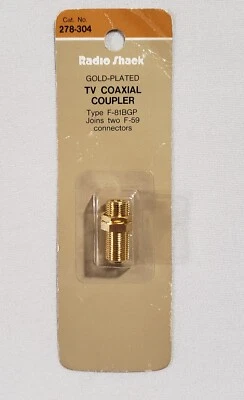 Cat. No.
278-304
Radio Shack
GOLD-PLATED
TV COAXIAL
COUPLER
Type F-81BGP
Joins two F-59
connectors